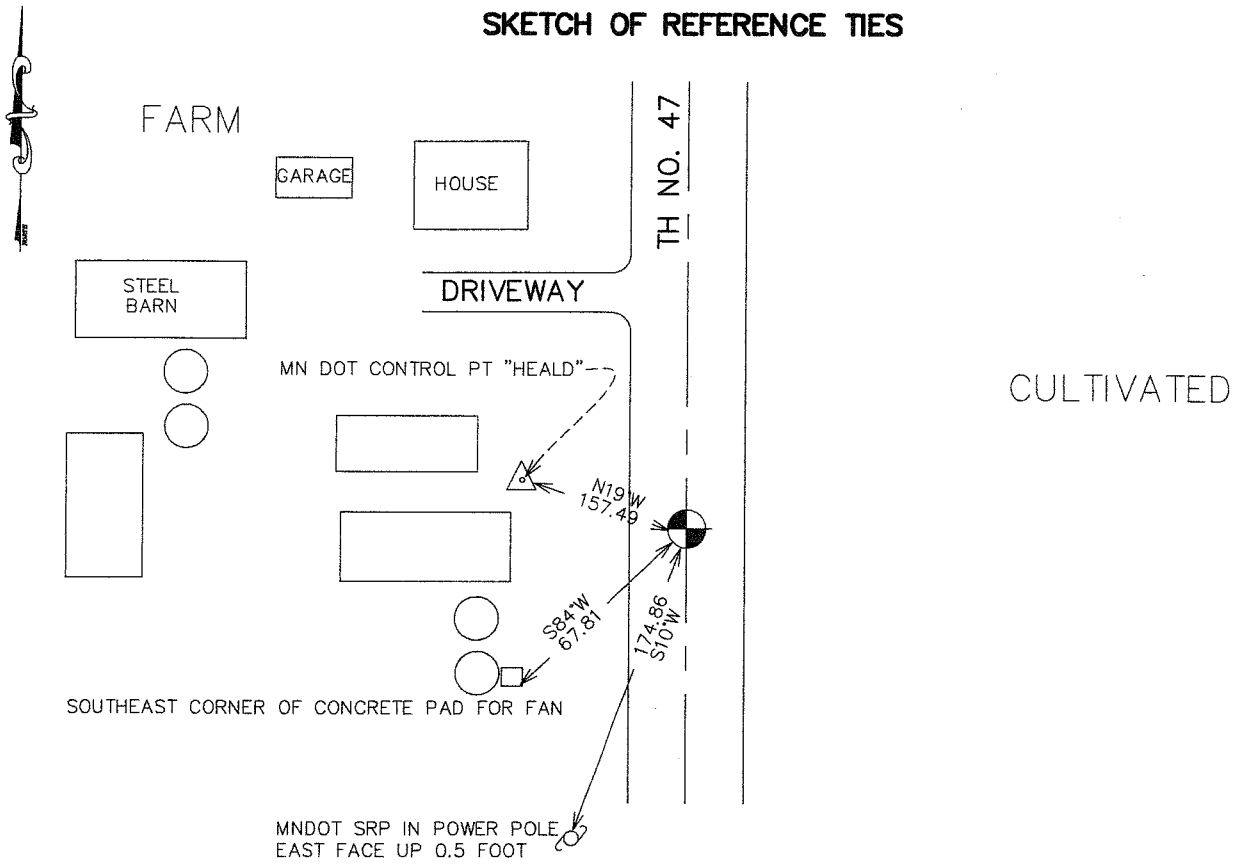 SKETCH OF REFERENCE TIES
FARM
TH NO. 47
GARAGE
HOUSE
STEEL
BARN
DRIVEWAY
MN DOT CONTROL PT "HEALD"
CULTIVATED
N19°W
157.49
S84°W
67.81
174.86
S10°W
SOUTHEAST CORNER OF CONCRETE PAD FOR FAN
MNDOT SRP IN POWER POLE
EAST FACE UP 0.5 FOOT